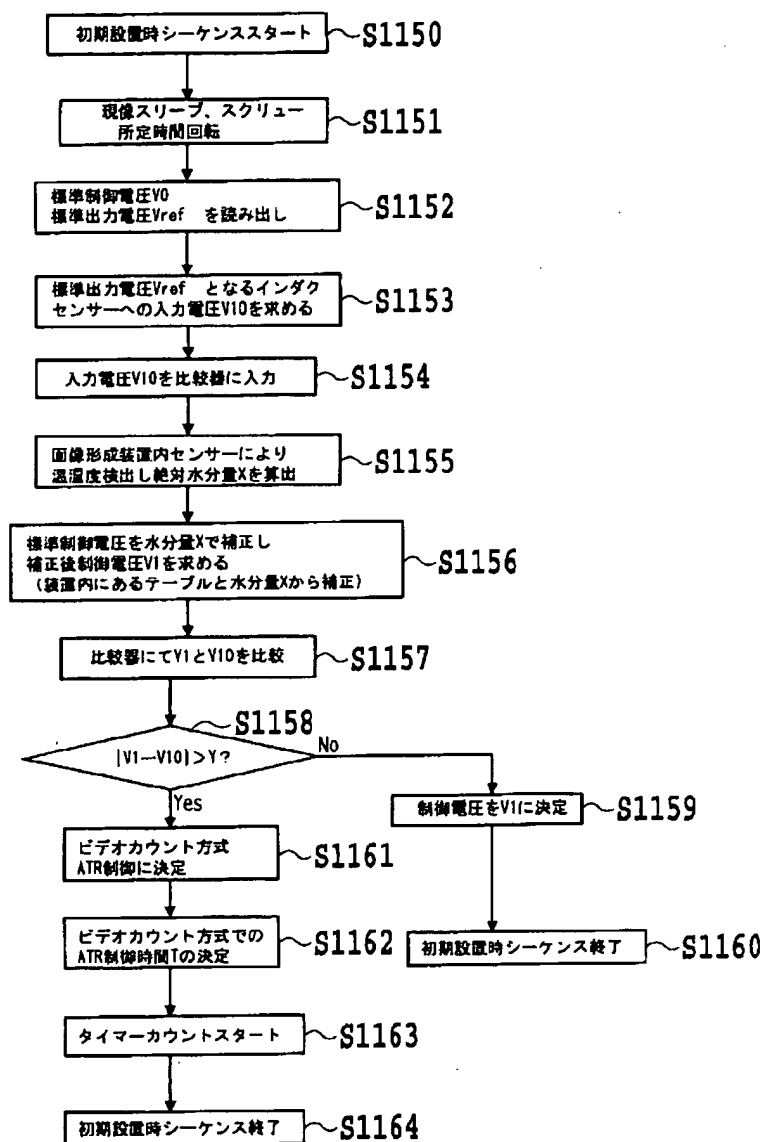 初期設置時シーケンススタート
S1150
現像スリーブ、スクリュー
所定時間回転
S1151
標準制御電圧V0
標準出力電圧Vref を読み出し
S1152
標準出力電圧Vref となるインダク
センサーへの入力電圧V10を求める
S1153
入力電圧V10を比較器に入力
S1154
画像形成装置内センサーにより
温湿度検出し絶対水分量Xを算出
S1155
標準制御電圧を水分量Xで補正し
補正後制御電圧V1を求める
(装置内にあるテーブルと水分量Xから補正)
S1156
比較器にてV1とV10を比較
S1157
S1158
|V1-V10|>Y?
No
Yes
制御電圧をV1に決定
S1159
ビデオカウント方式
ATR制御に決定
S1161
ビデオカウント方式での
ATR制御時間Tの決定
S1162
初期設置時シーケンス終了
S1160
タイマーカウントスタート
S1163
初期設置時シーケンス終了
S1164